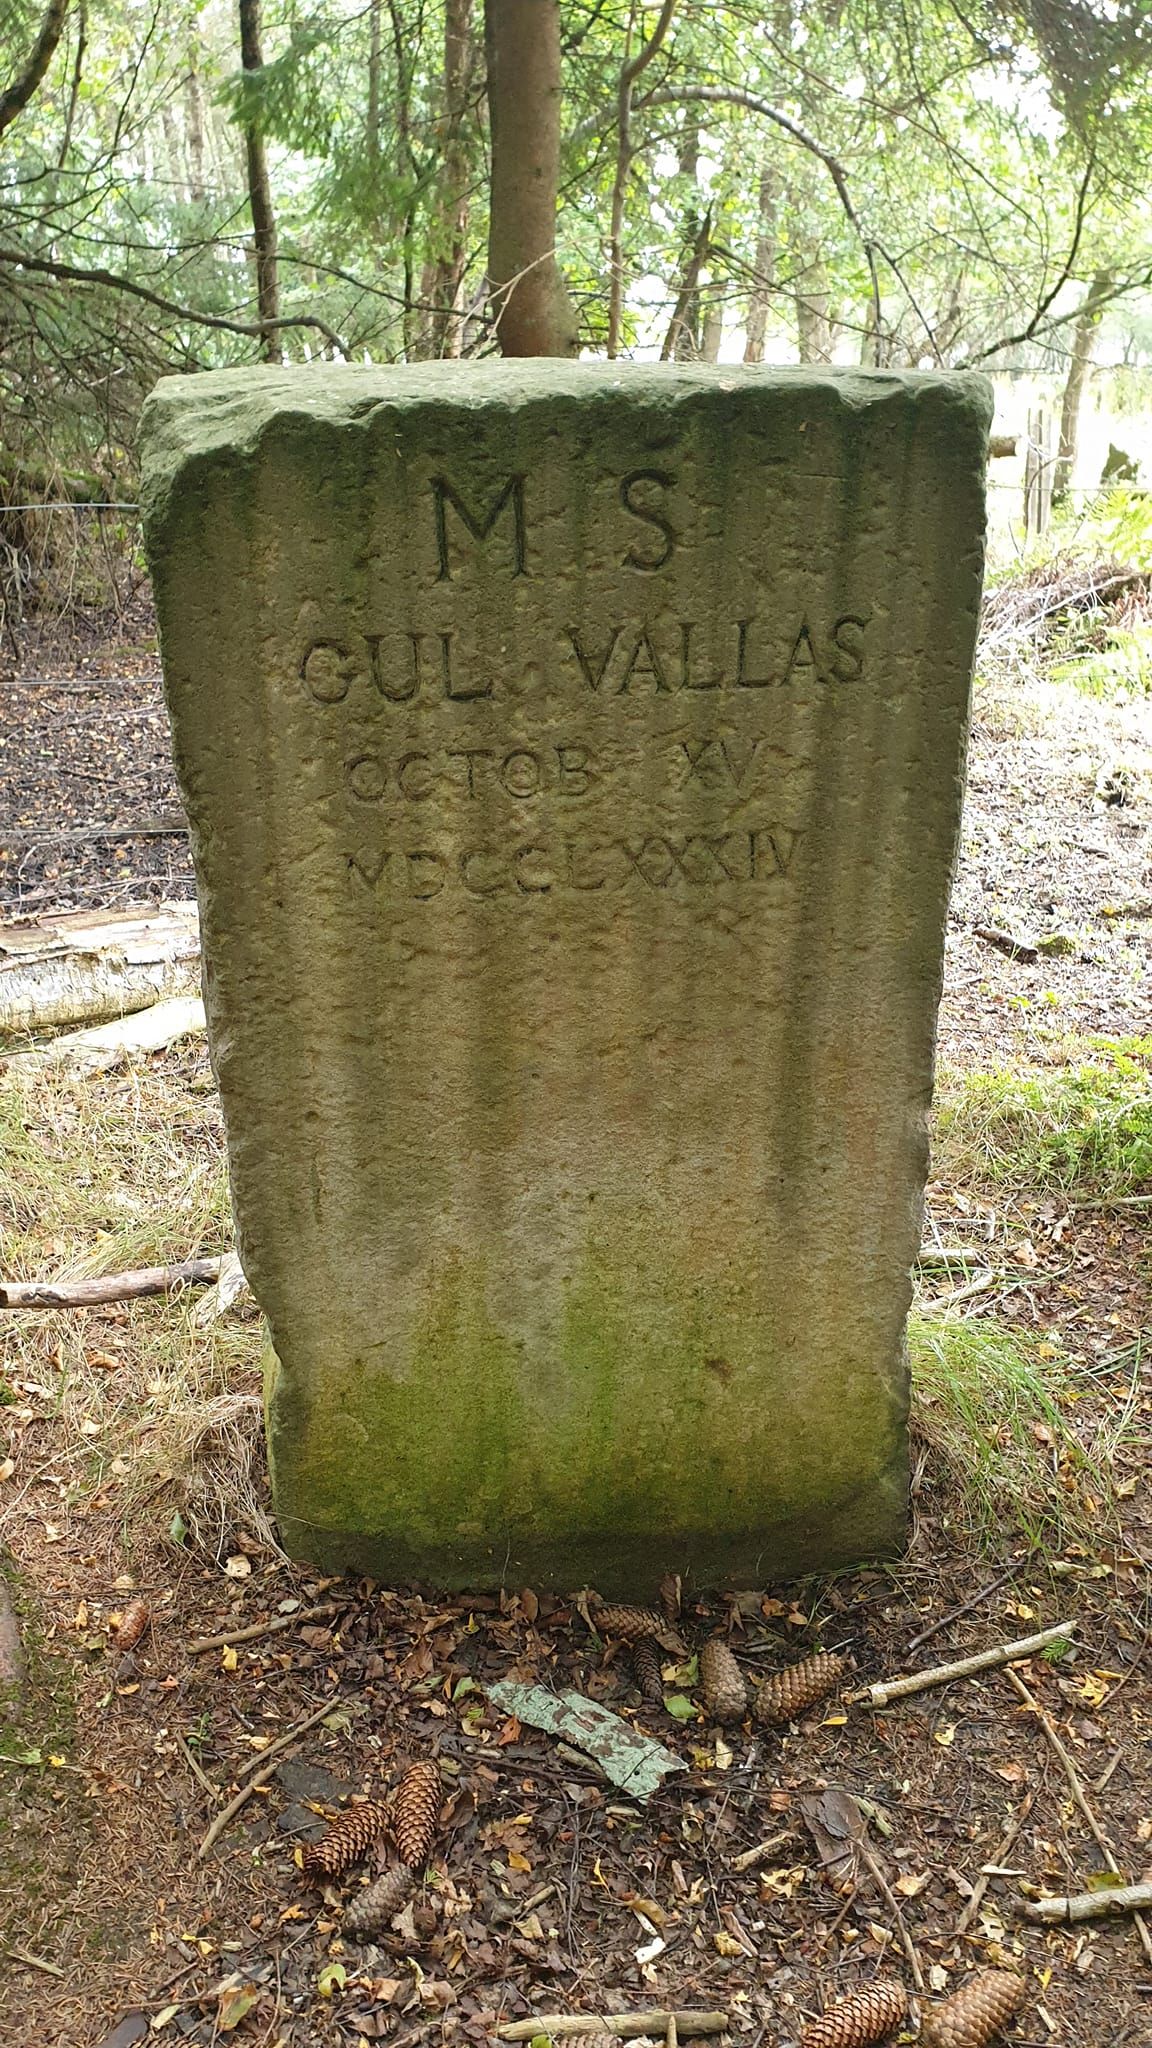 M S
GUL VALLAS
OCTOB XV
MDCCLXXXIV